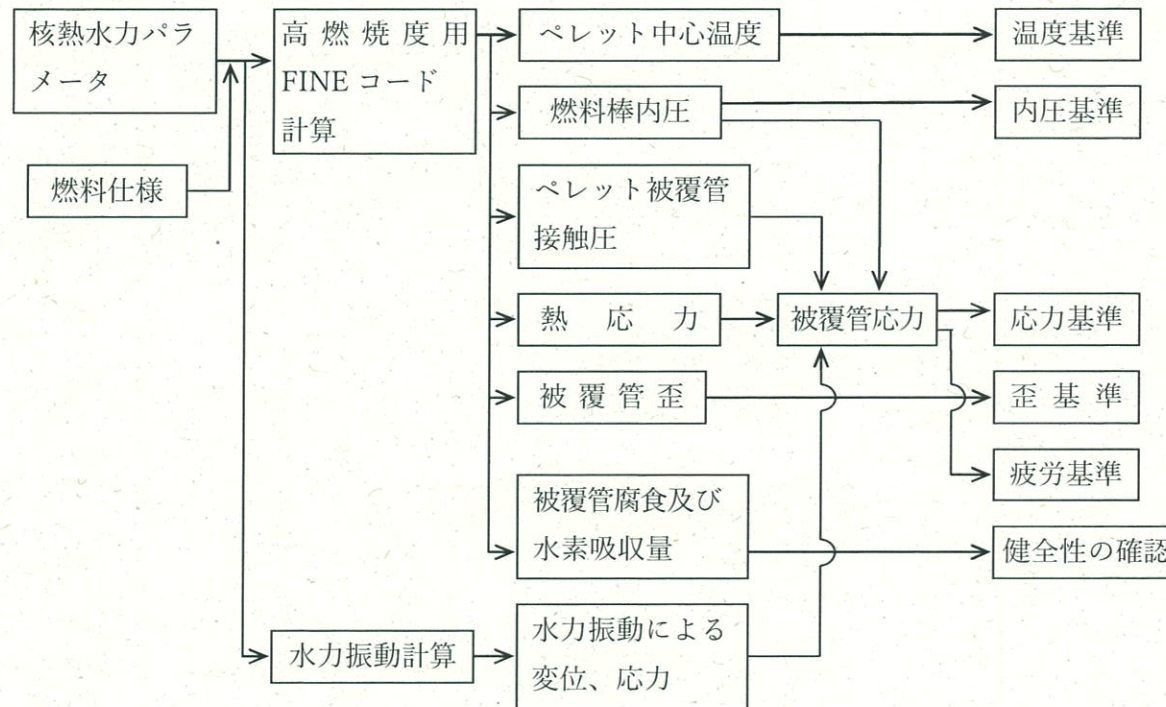 核熱水力パラ
メータ
燃料仕様
高燃焼度用
FINEコード
計算
水力振動計算
ペレット中心温度
燃料棒内圧
ペレット被覆管
接触圧
熱応力
被覆管歪
被覆管腐食及び
水素吸収量
水力振動による
変位、応力
被覆管応力
温度基準
内圧基準
応力基準
歪基準
疲労基準
健全性の確認